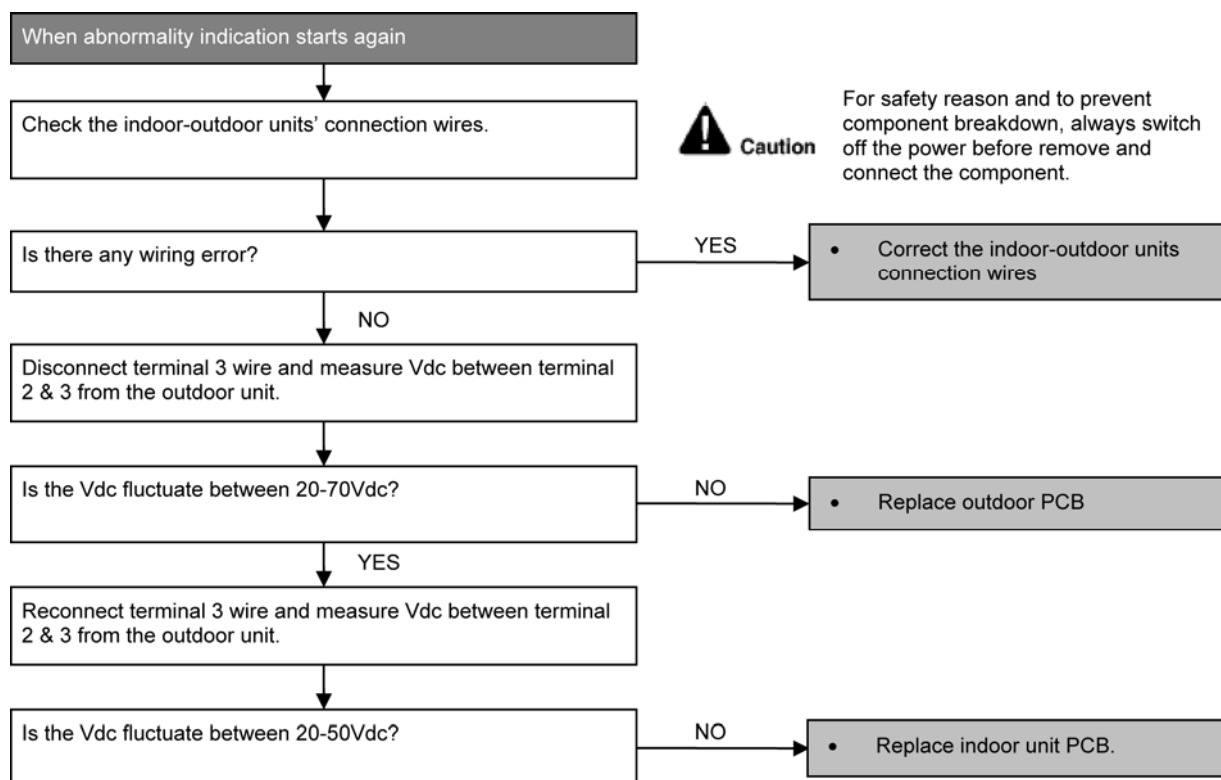 When abnormality indication starts again
Check the indoor-outdoor units' connection wires.
Caution
For safety reason and to prevent
component breakdown, always switch
off the power before remove and
connect the component.
Is there any wiring error?
YES
• Correct the indoor-outdoor units
connection wires
NO
Disconnect terminal 3 wire and measure Vdc between terminal
2 & 3 from the outdoor unit.
Is the Vdc fluctuate between 20-70Vdc?
NO
• Replace outdoor PCB
YES
Reconnect terminal 3 wire and measure Vdc between terminal
2 & 3 from the outdoor unit.
Is the Vdc fluctuate between 20-50Vdc?
NO
• Replace indoor unit PCB.